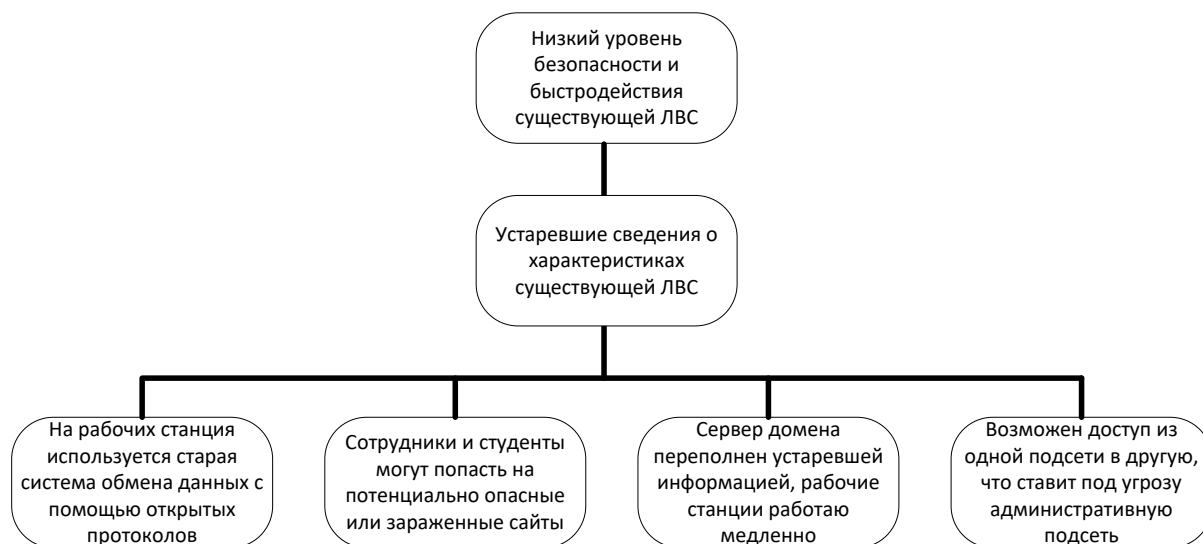 Низкий уровень
безопасности и
быстродействия
существующей ЛВС
Устаревшие сведения о
характеристиках
существующей ЛВС
На рабочих станция
используется старая
система обмена данных с
помощью открытых
протоколов
Сотрудники и студенты
могут попасть на
потенциально опасные
или зараженные сайты
Сервер домена
переполнен устаревшей
информацией, рабочие
станции работаю
медленно
Возможен доступ из
одной подсети в другую,
что ставит под угрозу
административную
подсеть